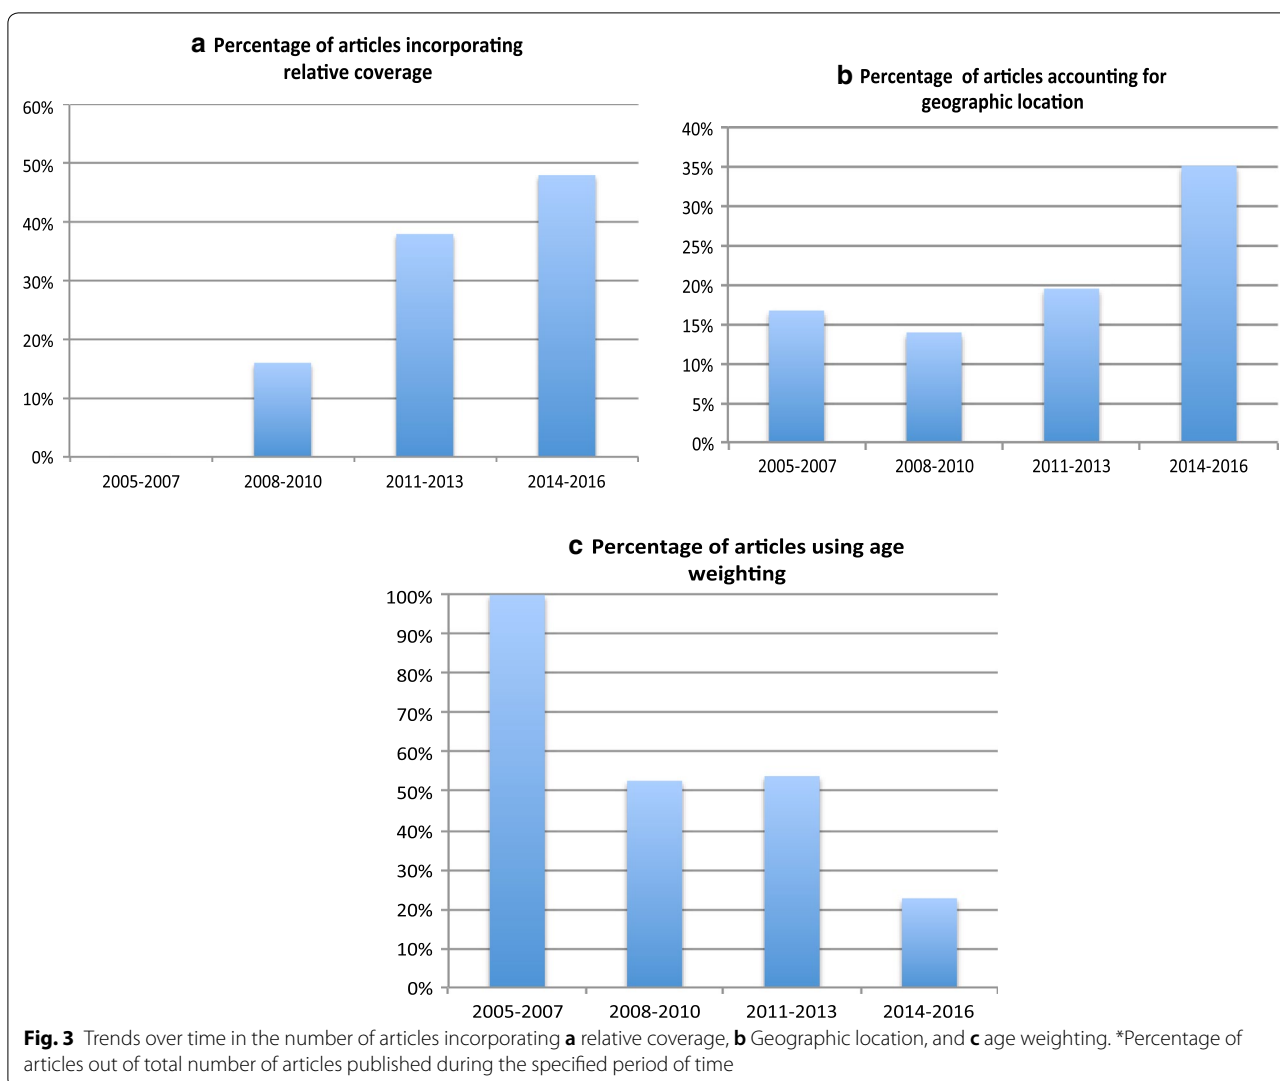 a Percentage of articles incorporating
relative coverage
60%
50%
40%
30%
20%
10%
0%
2005-2007 2008-2010 2011-2013 2014-2016
b Percentage of articles accounting for
geographic location
40%
35%
30%
25%
20%
15%
10%
5%
0%
2005-2007 2008-2010 2011-2013 2014-2016
c Percentage of articles using age
weighting
100%
90%
80%
70%
60%
50%
40%
30%
20%
10%
0%
2005-2007 2008-2010 2011-2013 2014-2016
Fig. 3 Trends over time in the number of articles incorporating a relative coverage, b Geographic location, and c age weighting. *Percentage of
articles out of total number of articles published during the specified period of time